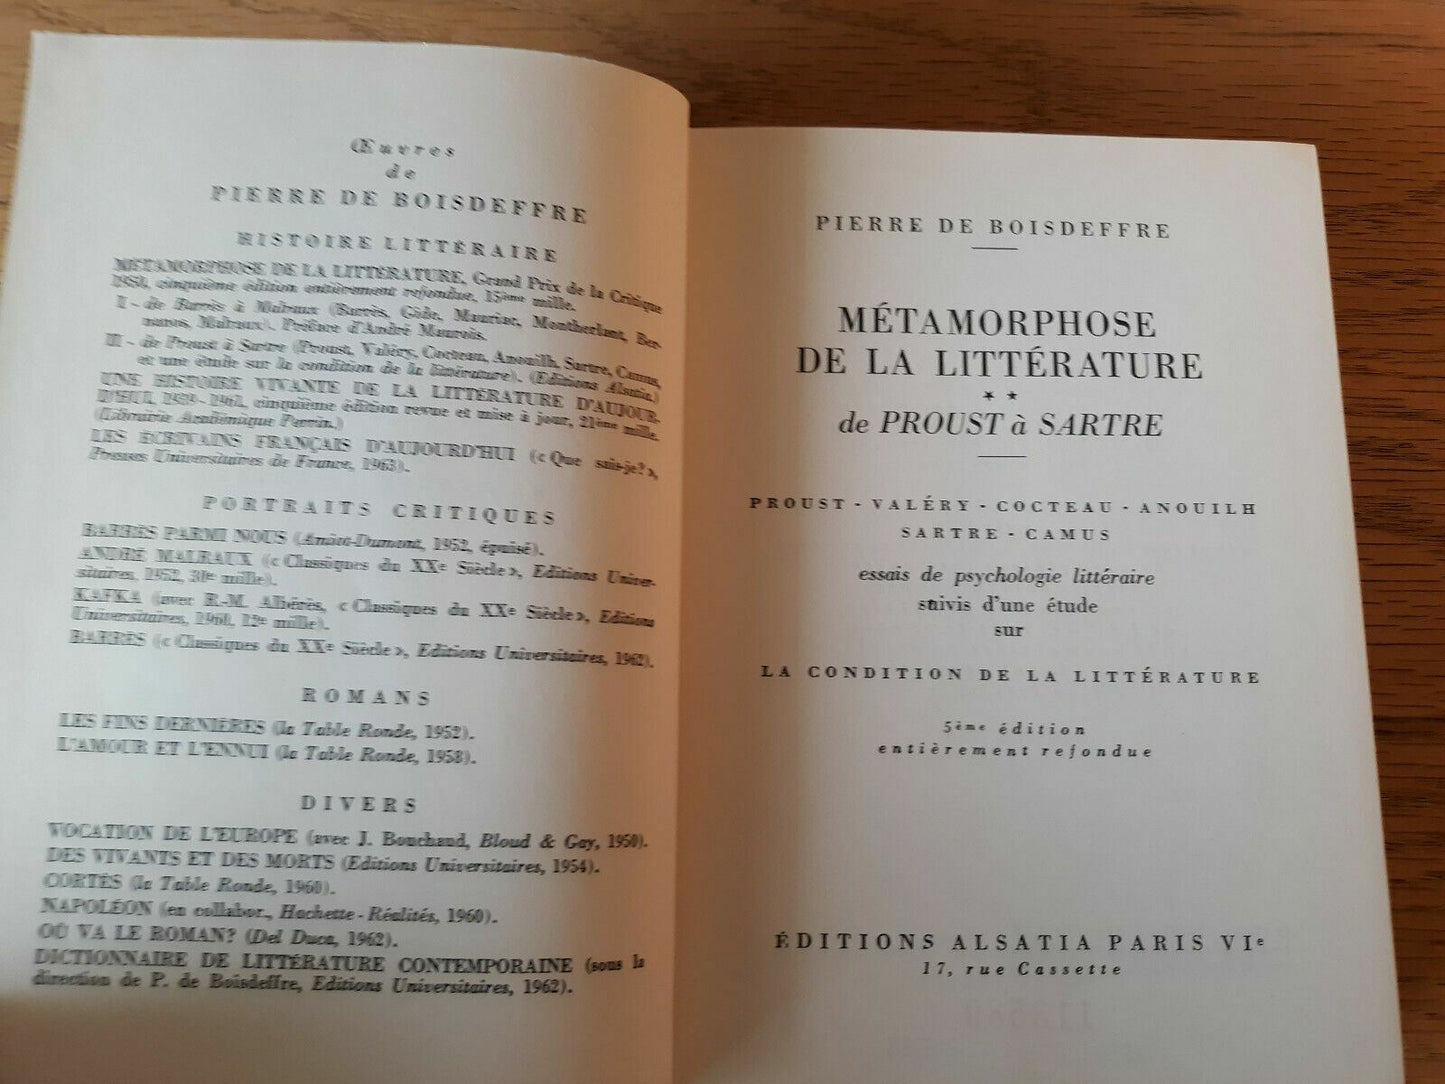 Œuvres
de
PIERRE DE BOISDEFFRE
HISTOIRE LITTÉRAIRE
MÉTAMORPHOSE DE LA LITTÉRATURE, Grand Prix de la Critique
cinquième édition entièrement refondue, 15ème mille.
I - de Barrès à Malraux (Barrès, Gide, Mauriac, Montherlant, Ber-
nanos, Malraux). Préface d'André Maurois.
II - de Proust à Sartre (Proust, Valéry, Cocteau, Anouilh, Sartre, Camus,
et une étude sur la condition de la littérature). (Editions Alsatia.)
UNE HISTOIRE VIVANTE DE LA LITTÉRATURE D'AUJOUR-
D'HUI, cinquième édition revue et mise à jour, 21ème mille.
(Librairie Académique Perrin.)
LES ÉCRIVAINS FRANÇAIS D'AUJOURD'HUI (« Que sais-je? »,
Presses Universitaires de France, 1963).
PORTRAITS CRITIQUES
BARRÈS PARMI NOUS (Amiot-Dumont, 1952, épuisé).
ANDRÉ MALRAUX (« Classiques du XXe Siècle », Editions Univer-
sitaires, 1952, 31e mille).
KAFKA (avec R.-M. Albérès, « Classiques du XXe Siècle », Editions
Universitaires, 1960, 12e mille).
BARRES (« Classiques du XXe Siècle », Editions Universitaires, 1962).
ROMANS
LES FINS DERNIÈRES (la Table Ronde, 1952).
L'AMOUR ET L'ENNUI (la Table Ronde, 1958).
DIVERS
VOCATION DE L'EUROPE (avec J. Bouchaud, Bloud & Gay, 1950).
DES VIVANTS ET DES MORTS (Editions Universitaires, 1954).
CORTÈS (la Table Ronde, 1960).
NAPOLÉON (en collabor., Hachette-Réalités, 1960).
OÙ VA LE ROMAN? (Del Duca, 1962).
DICTIONNAIRE DE LITTÉRATURE CONTEMPORAINE (sous la
direction de P. de Boisdeffre, Editions Universitaires, 1962).
PIERRE DE BOISDEFFRE
MÉTAMORPHOSE
DE LA LITTÉRATURE
★ ★
de PROUST à SARTRE
PROUST - VALÉRY - COCTEAU - ANOUILH
SARTRE - CAMUS
essais de psychologie littéraire
suivis d'une étude
sur
LA CONDITION DE LA LITTÉRATURE
5ème édition
entièrement refondue
ÉDITIONS ALSATIA PARIS VIe
17, rue Cassette